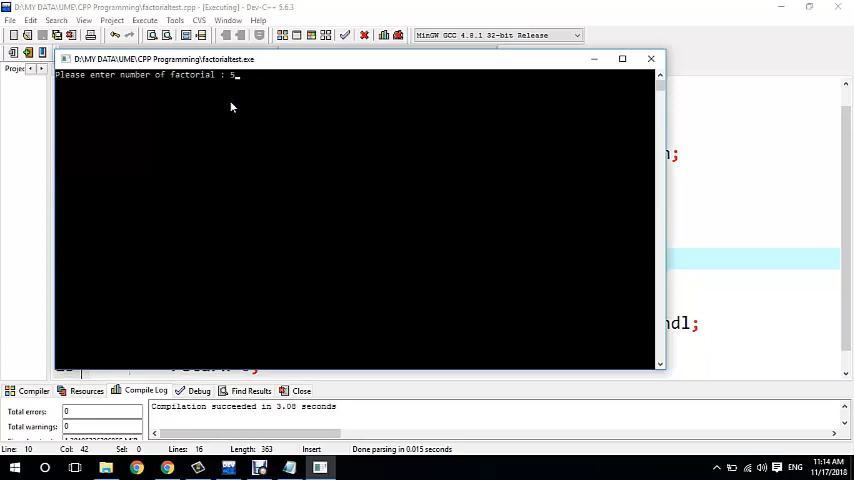 D:\MY DATA\UME\CPP Programming\factorialtest.cpp - [Executing] - Dev-C++ 5.6.3
File Edit Search View Project Execute Tools CVS Window Help
MinGW GCC 4.8.1 32-bit Release
Projec
D:\MY DATA\UME\CPP Programming\factorialtest.exe
Please enter number of factorial : 5
;
ndl;
Compiler Resources Compile Log Debug Find Results Close
Total errors: 0
Total warnings: 0
Compilation succeeded in 3.08 seconds
Line: 10 Col: 42 Sel: 0 Lines: 16 Length: 363 Insert Done parsing in 0.015 seconds
DEV
ENG
11:14 AM
11/17/2018